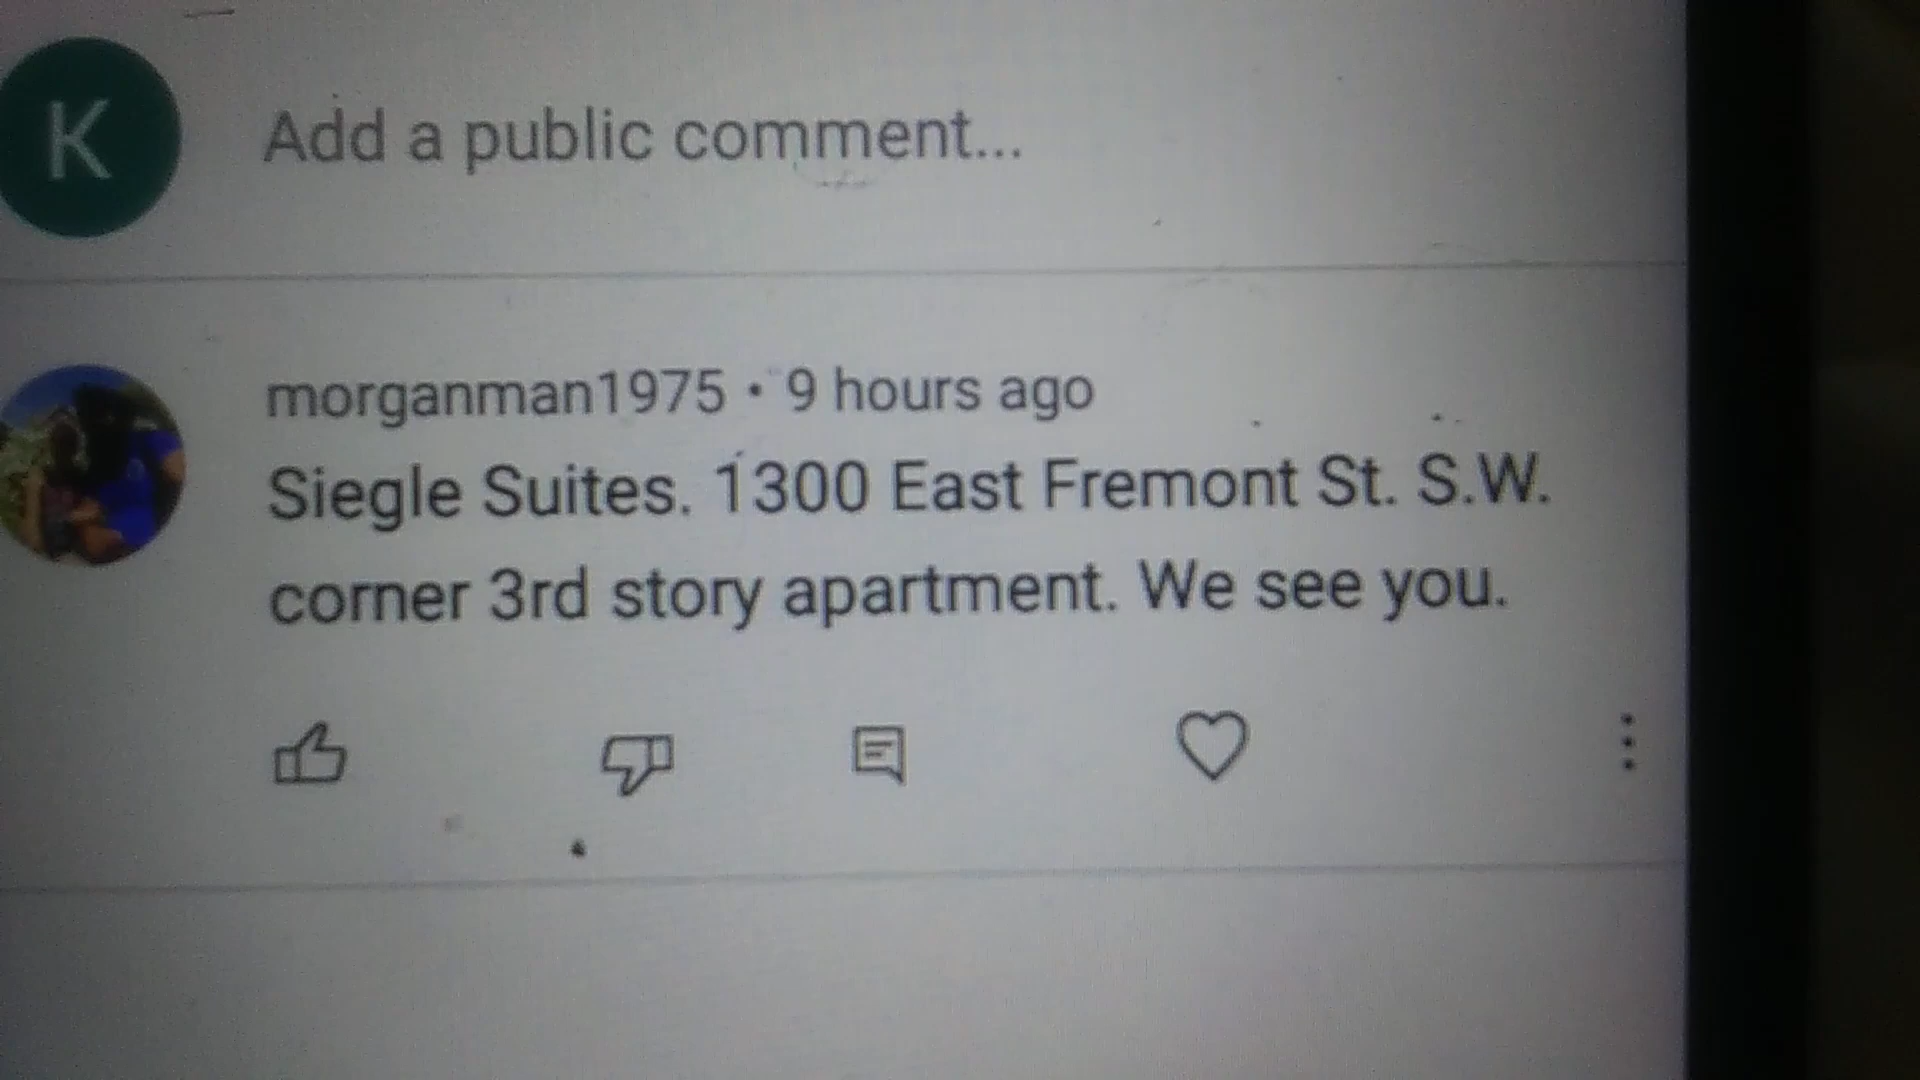 K
Add a public comment...
morganman1975 • 9 hours ago
Siegle Suites. 1300 East Fremont St. S.W.
corner 3rd story apartment. We see you.